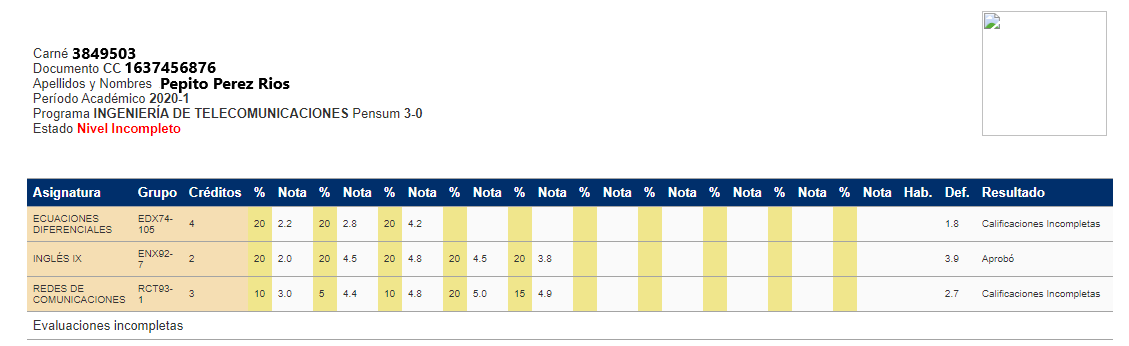 Carné 3849503
Documento CC 1637456876
Apellidos y Nombres Pepito Perez Rios
Período Académico 2020-1
Programa INGENIERÍA DE TELECOMUNICACIONES Pensum 3-0
Estado Nivel Incompleto
Asignatura Grupo Créditos % Nota % Nota % Nota % Nota % Nota % Nota % Nota % Nota % Nota % Nota Hab. Def. Resultado
ECUACIONES DIFERENCIALES EDX74-105 4 20 2.2 20 2.8 20 4.2 1.8 Calificaciones Incompletas
INGLÉS IX ENX92-7 2 20 2.0 20 4.5 20 4.8 20 4.5 20 3.8 3.9 Aprobó
REDES DE COMUNICACIONES RCT93-1 3 10 3.0 5 4.4 10 4.8 20 5.0 15 4.9 2.7 Calificaciones Incompletas
Evaluaciones incompletas